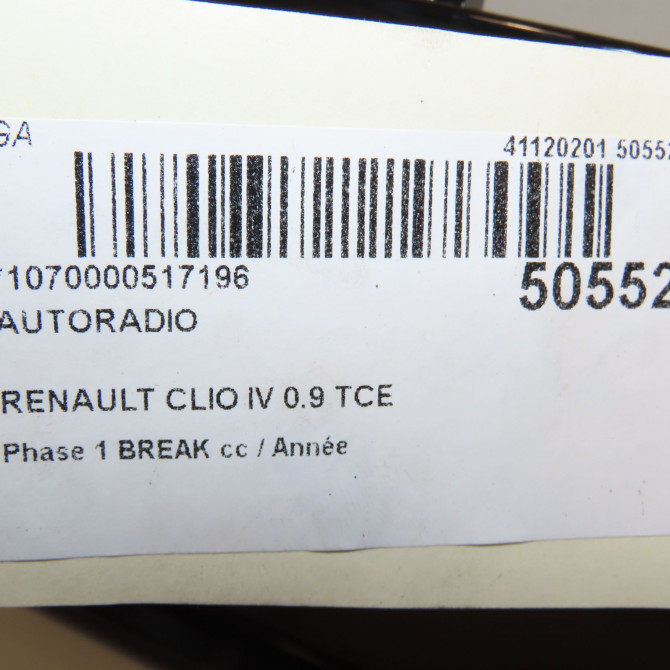 GA
41120201 50552
1070000517196
50552
AUTORADIO
RENAULT CLIO IV 0.9 TCE
Phase 1 BREAK cc / Année